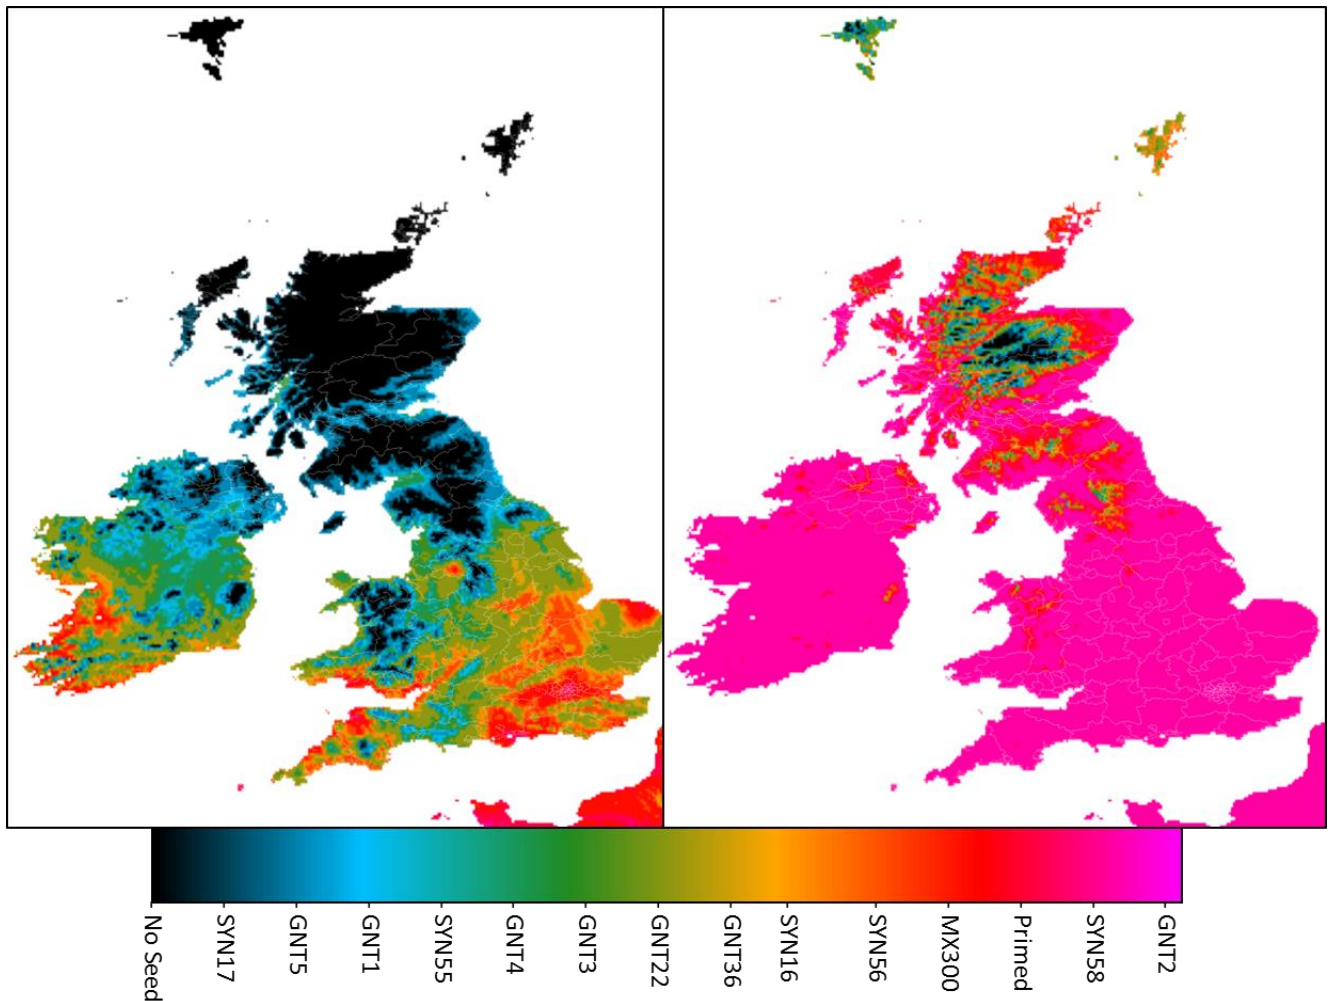 No Seed
SYN17
GNT5
GNT1
SYN55
GNT4
GNT3
GNT22
GNT36
SYN16
SYN56
MX300
Primed
SYN58
GNT2